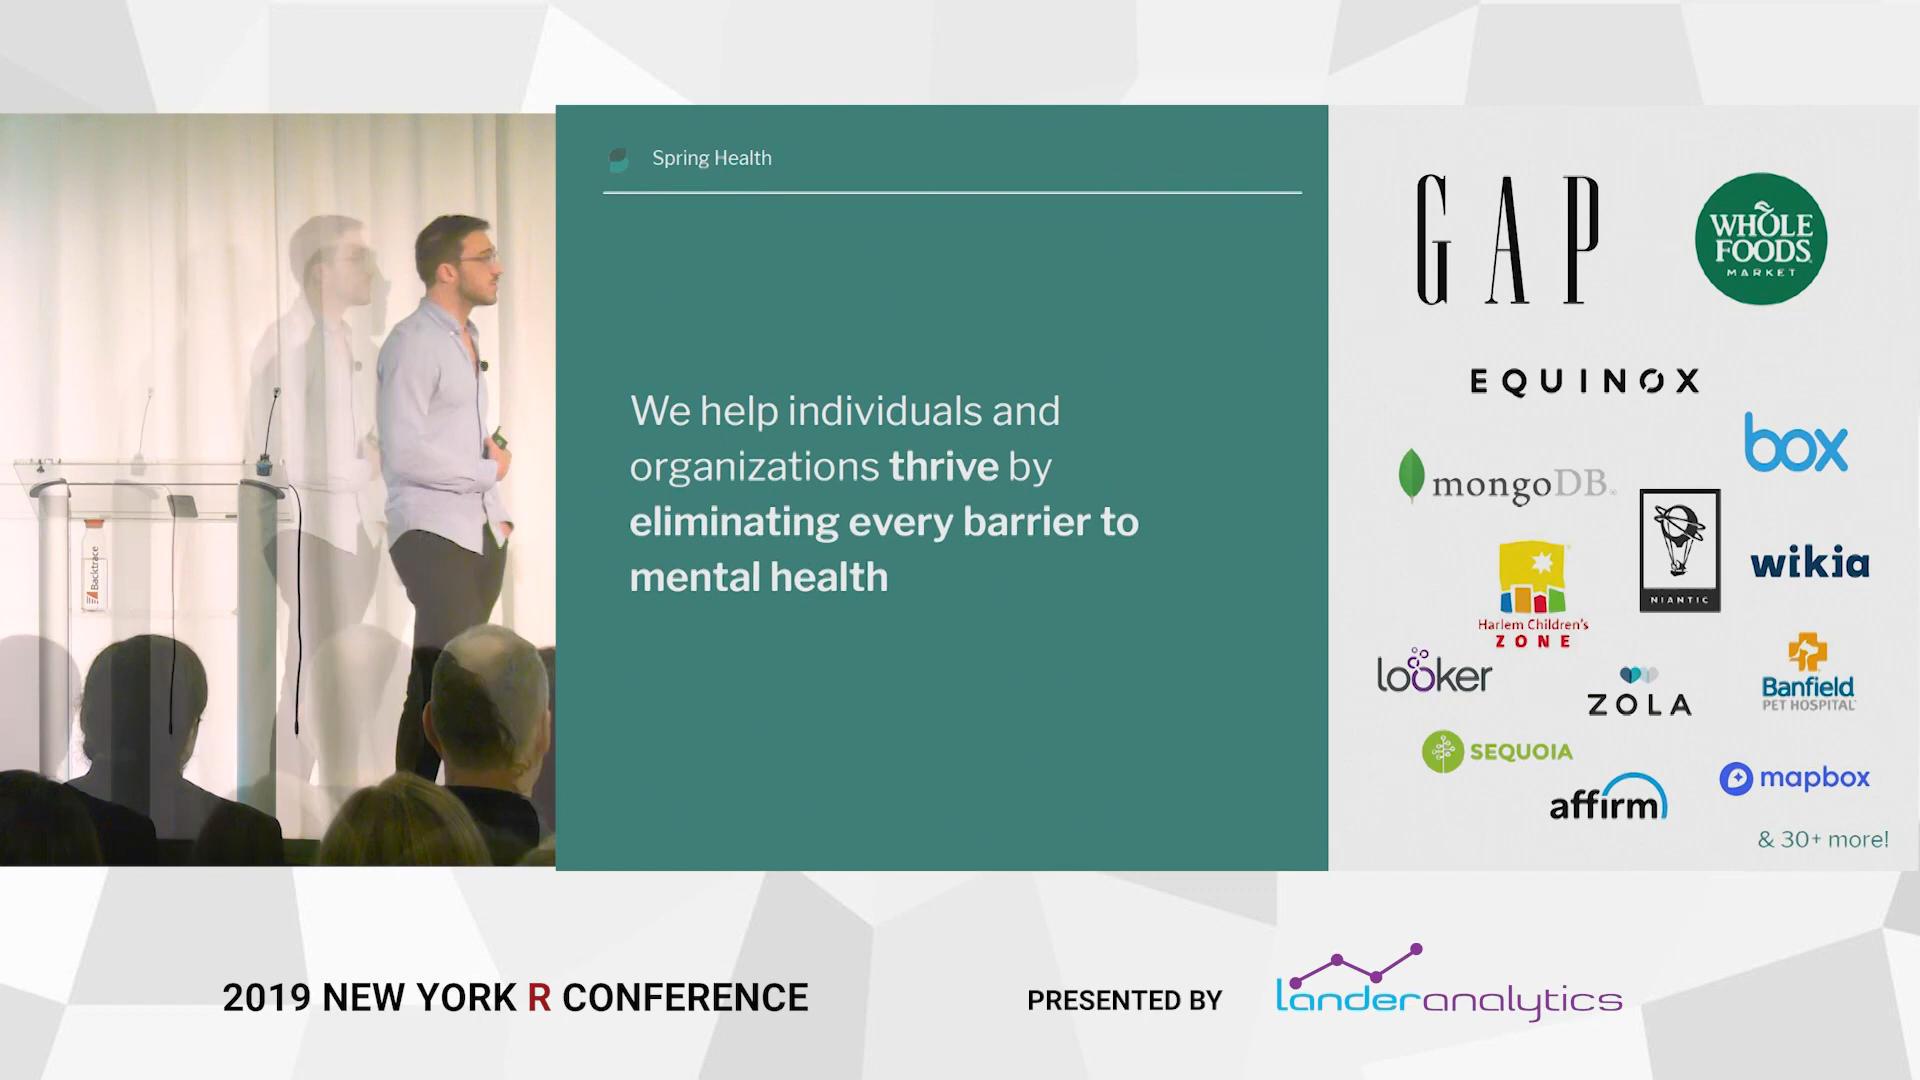 Spring Health
We help individuals and
organizations thrive by
eliminating every barrier to
mental health
GAP
WHOLE
FOODS
MARKET
EQUINOX
box
mongoDB
NIANTIC
wikia
Harlem Children's
ZONE
looker
ZOLA
Banfield
PET HOSPITAL
SEQUOIA
affirm
mapbox
& 30+ more!
Backtrace
2019 NEW YORK R CONFERENCE
PRESENTED BY
landeranalytics